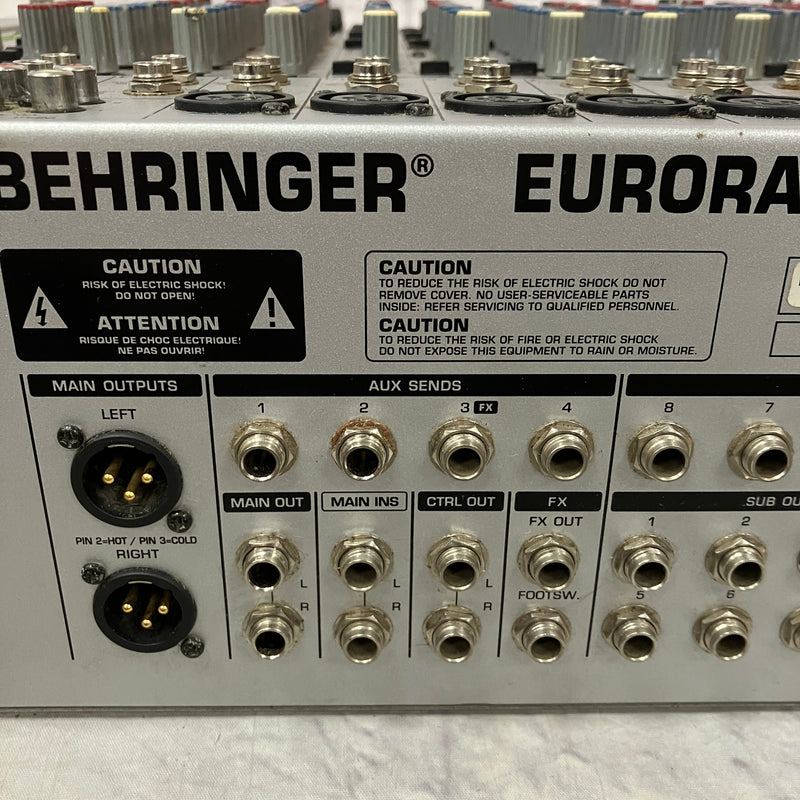 BEHRINGER® EURORA
CAUTION
RISK OF ELECTRIC SHOCK!
DO NOT OPEN!
ATTENTION
RISQUE DE CHOC ELECTRIQUE!
NE PAS OUVRIR!
CAUTION
TO REDUCE THE RISK OF ELECTRIC SHOCK DO NOT
REMOVE COVER. NO USER-SERVICEABLE PARTS
INSIDE: REFER SERVICING TO QUALIFIED PERSONNEL.
CAUTION
TO REDUCE THE RISK OF FIRE OR ELECTRIC SHOCK
DO NOT EXPOSE THIS EQUIPMENT TO RAIN OR MOISTURE.
MAIN OUTPUTS
LEFT
PIN 2=HOT / PIN 3=COLD
RIGHT
AUX SENDS
1 2 3 FX 4
8 7
MAIN OUT MAIN INS CTRL OUT FX SUB OU
FX OUT 1 2
L L L
FOOTSW. 5 6
R R R